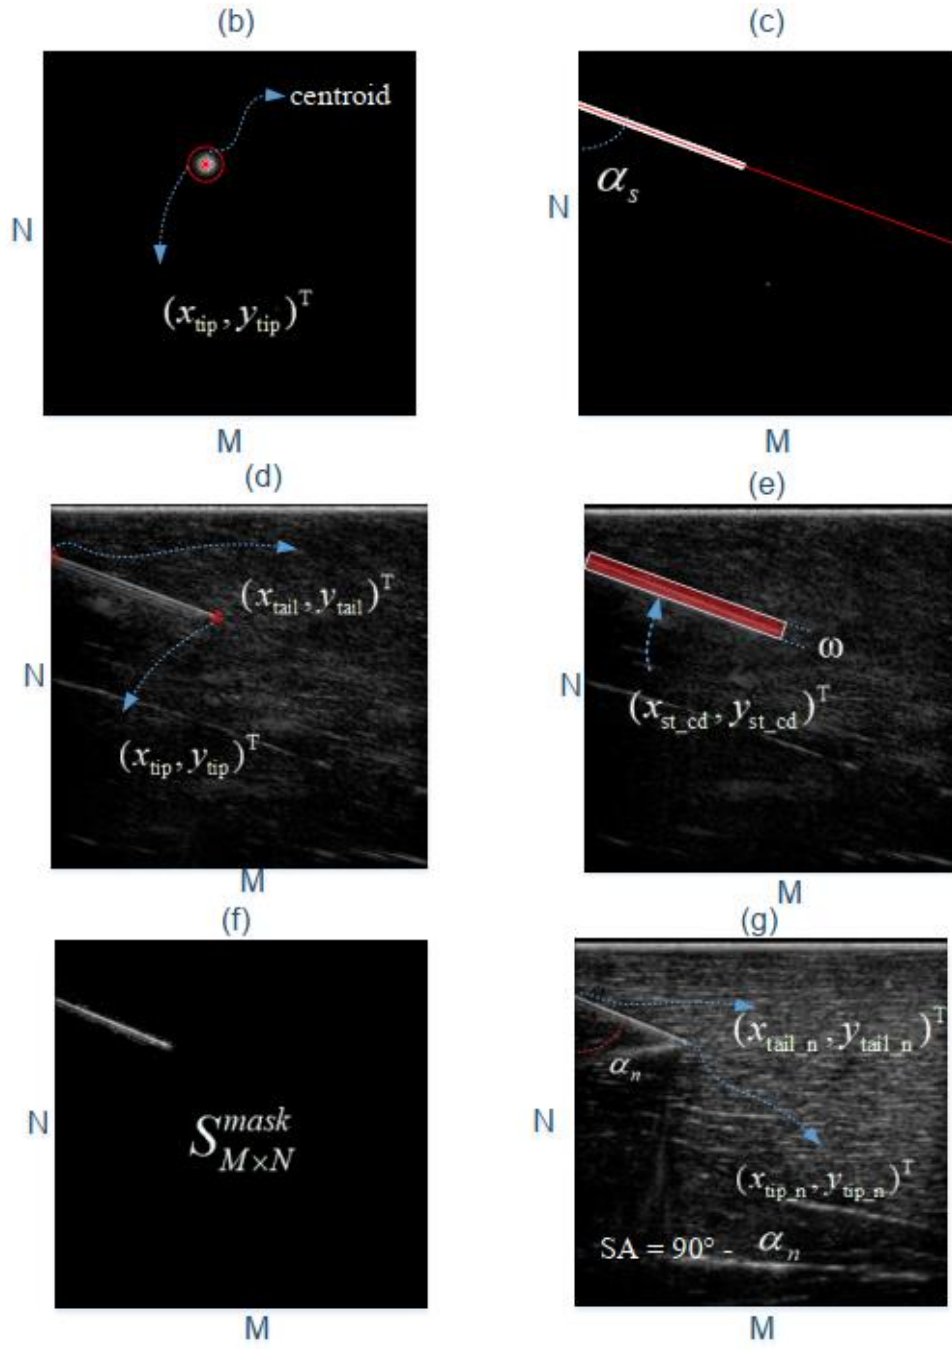 (b)
centroid
N
(x_tip, y_tip)^T
M
(c)
α_s
N
M
(d)
(x_tail, y_tail)^T
N
(x_tip, y_tip)^T
M
(e)
ω
N
(x_st_cd, y_st_cd)^T
M
(f)
N
S^mask_M×N
M
(g)
(x_tail_n, y_tail_n)^T
α_n
N
(x_tip_n, y_tip_n)^T
SA = 90° - α_n
M